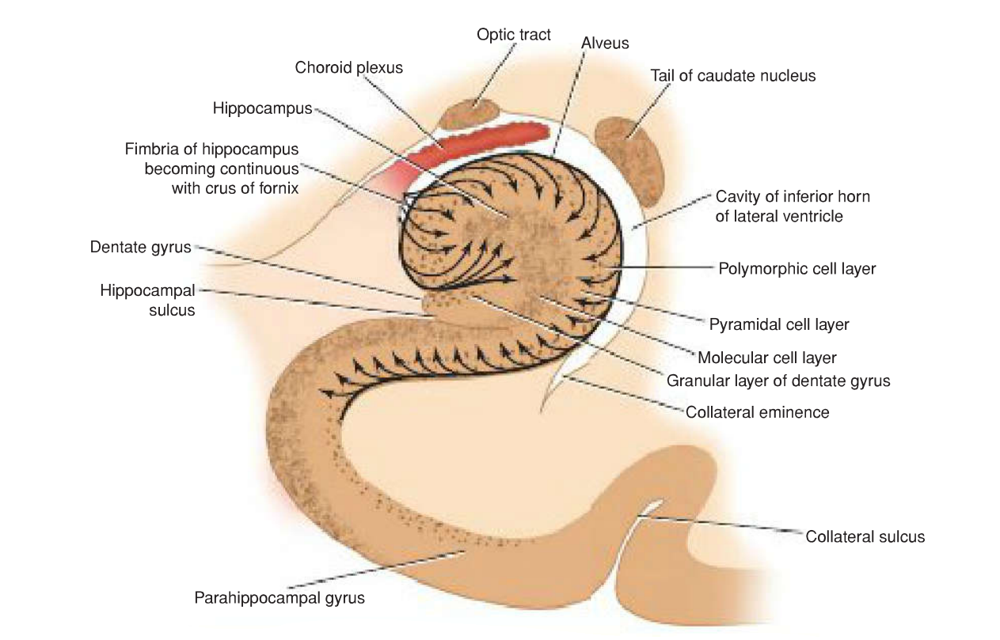 Optic tract
Alveus
Choroid plexus
Tail of caudate nucleus
Hippocampus
Fimbria of hippocampus
becoming continuous
with crus of fornix
Cavity of inferior horn
of lateral ventricle
Dentate gyrus
Polymorphic cell layer
Hippocampal
sulcus
Pyramidal cell layer
Molecular cell layer
Granular layer of dentate gyrus
Collateral eminence
Collateral sulcus
Parahippocampal gyrus